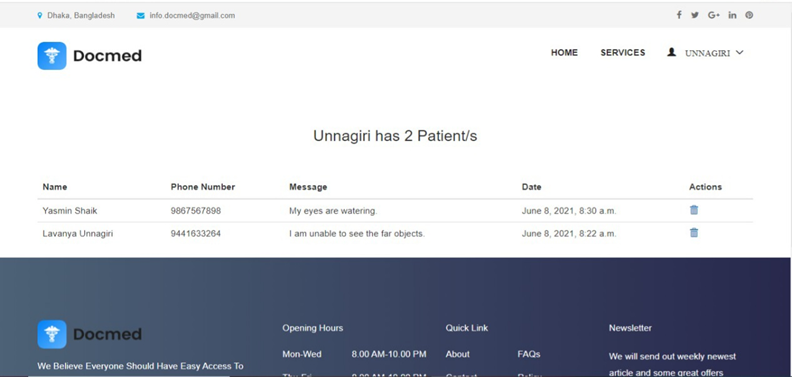 Dhaka, Bangladesh info.docmed@gmail.com
Docmed HOME SERVICES UNNAGIRI
Unnagiri has 2 Patient/s
Name Phone Number Message Date Actions
Yasmin Shaik 9867567898 My eyes are watering. June 8, 2021, 8:30 a.m.
Lavanya Unnagiri 9441633264 I am unable to see the far objects. June 8, 2021, 8:22 a.m.
Docmed Opening Hours Quick Link Newsletter
Mon-Wed 8.00 AM-10.00 PM About FAQs We will send out weekly newest
We Believe Everyone Should Have Easy Access To article and some great offers